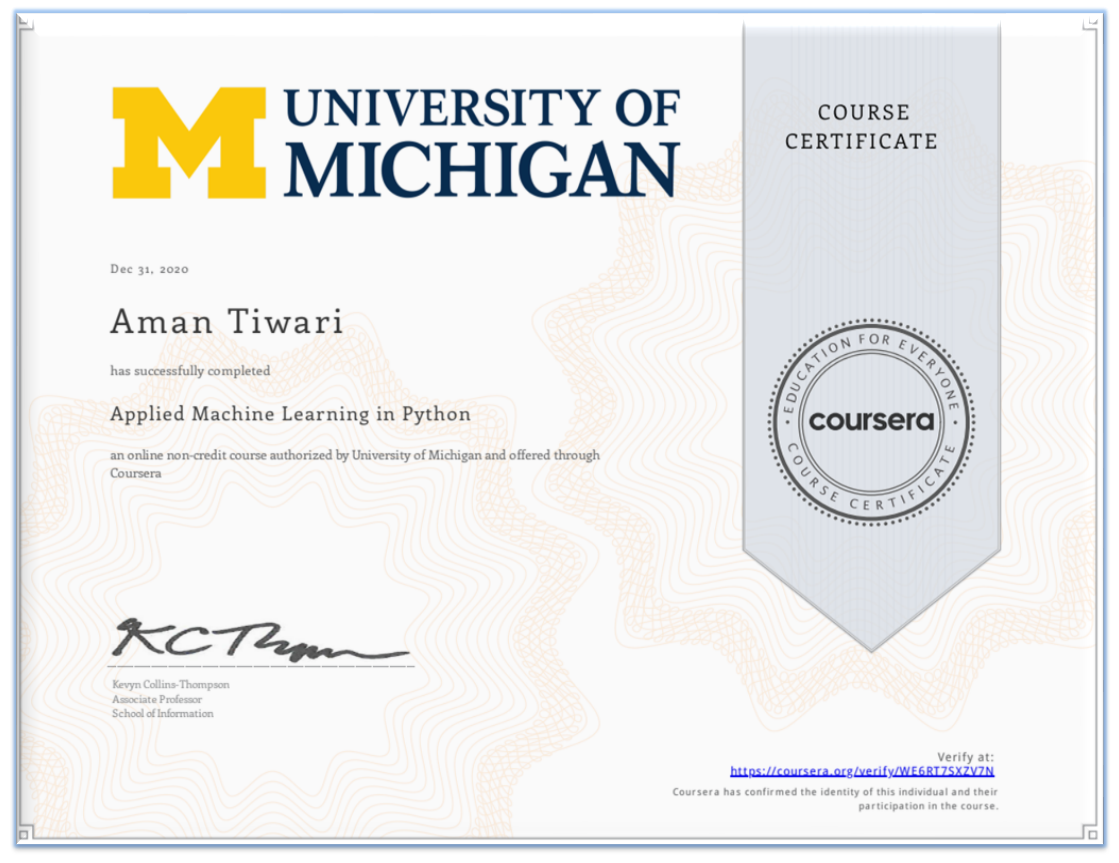 UNIVERSITY OF
MICHIGAN
COURSE
CERTIFICATE
Dec 31, 2020
Aman Tiwari
has successfully completed
Applied Machine Learning in Python
an online non-credit course authorized by University of Michigan and offered through
Coursera
EDUCATION FOR EVERYONE
coursera
COURSE CERTIFICATE
KC Thompson
Kevyn Collins-Thompson
Associate Professor
School of Information
Verify at:
https://coursera.org/verify/WE6RT7SXZV7N
Coursera has confirmed the identity of this individual and their
participation in the course.